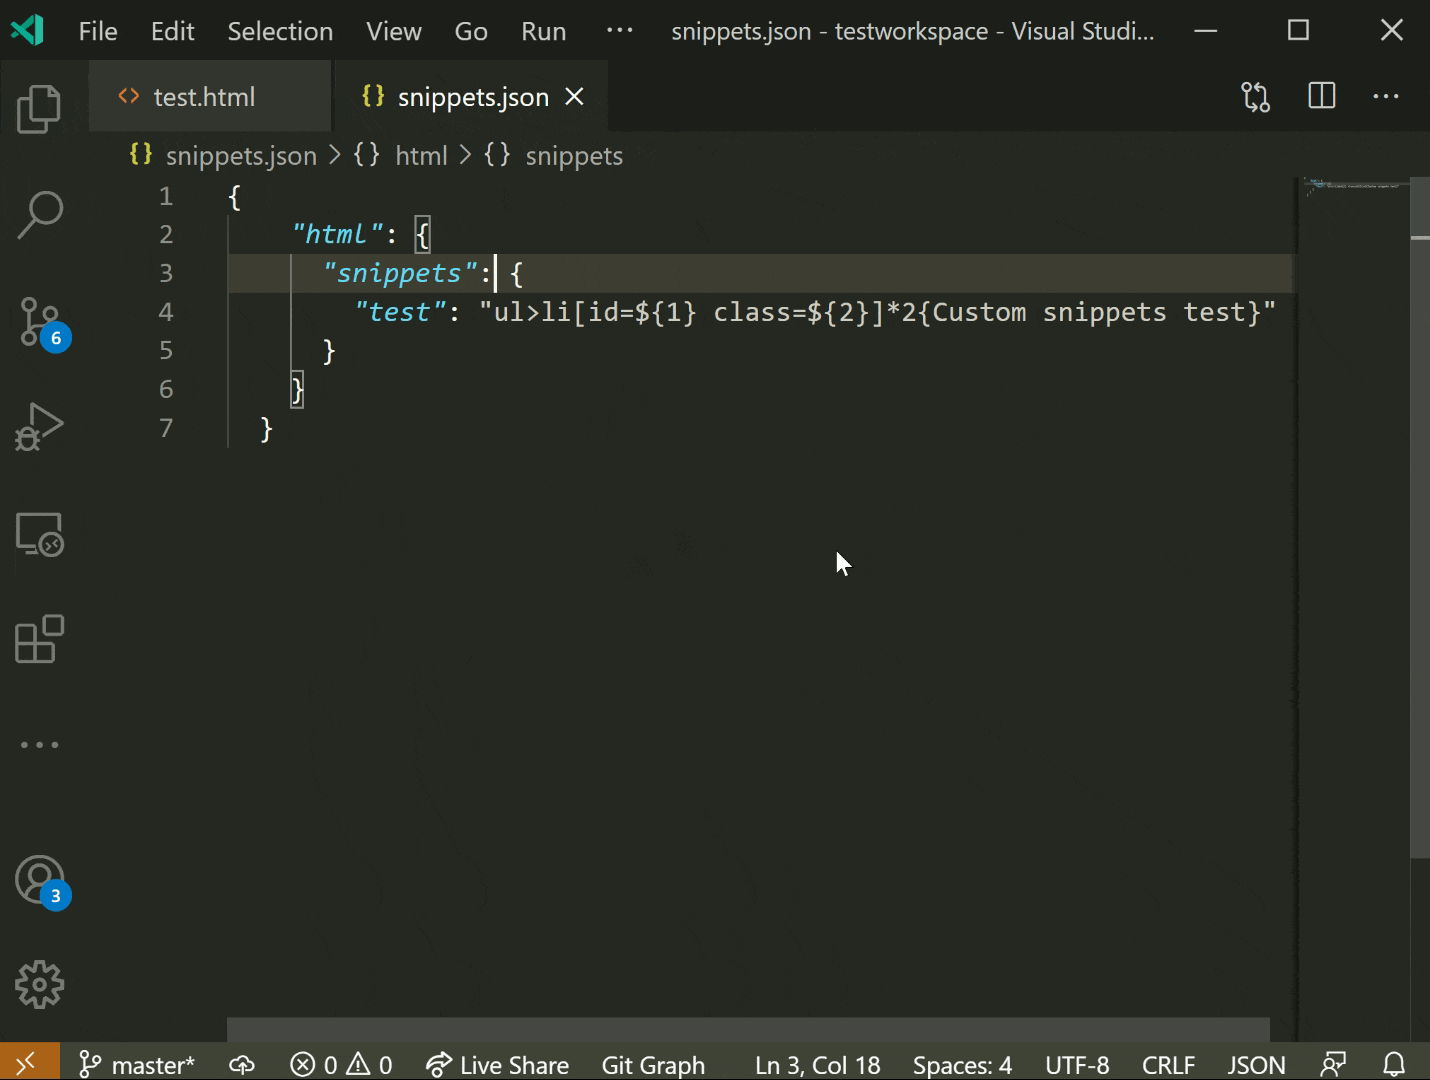 File Edit Selection View Go Run ··· snippets.json - testworkspace - Visual Studi...
test.html {} snippets.json
{} snippets.json > {} html > {} snippets
1 {
2 "html": {
3 "snippets": {
4 "test": "ul>li[id=${1} class=${2}]*2{Custom snippets test}"
5 }
6 }
7 }
6
3
master* 0 0 Live Share Git Graph Ln 3, Col 18 Spaces: 4 UTF-8 CRLF JSON